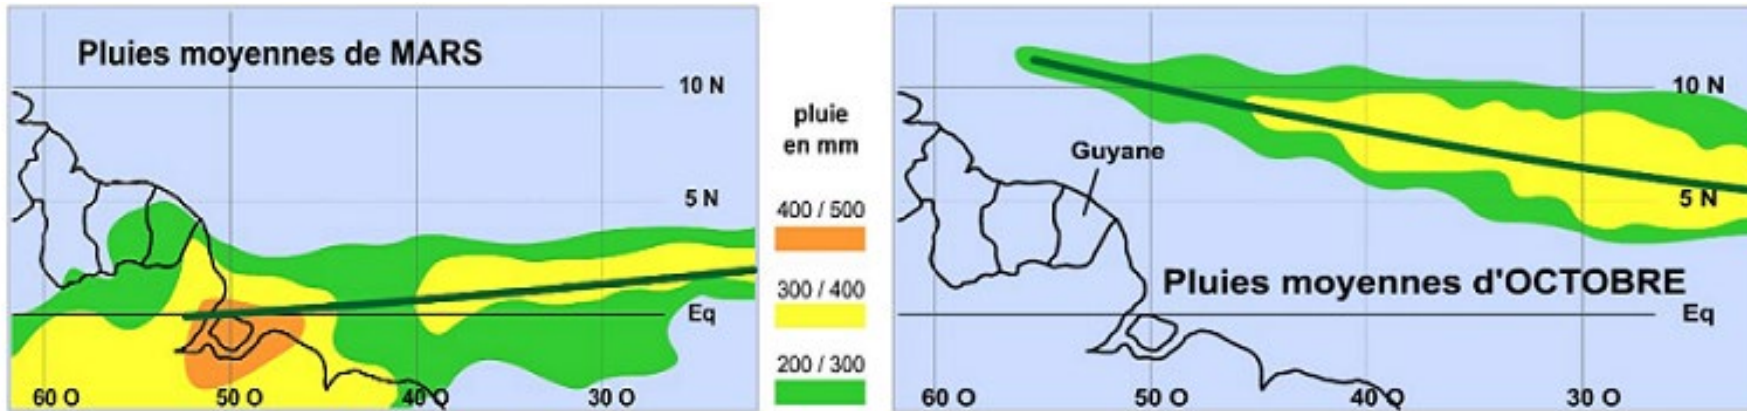 Pluies moyennes de MARS
10 N
5 N
Eq
60 O
50 O
40 O
30 O
pluie
en mm
400 / 500
300 / 400
200 / 300
10 N
Guyane
5 N
Pluies moyennes d'OCTOBRE
Eq
60 O
50 O
40 O
30 O